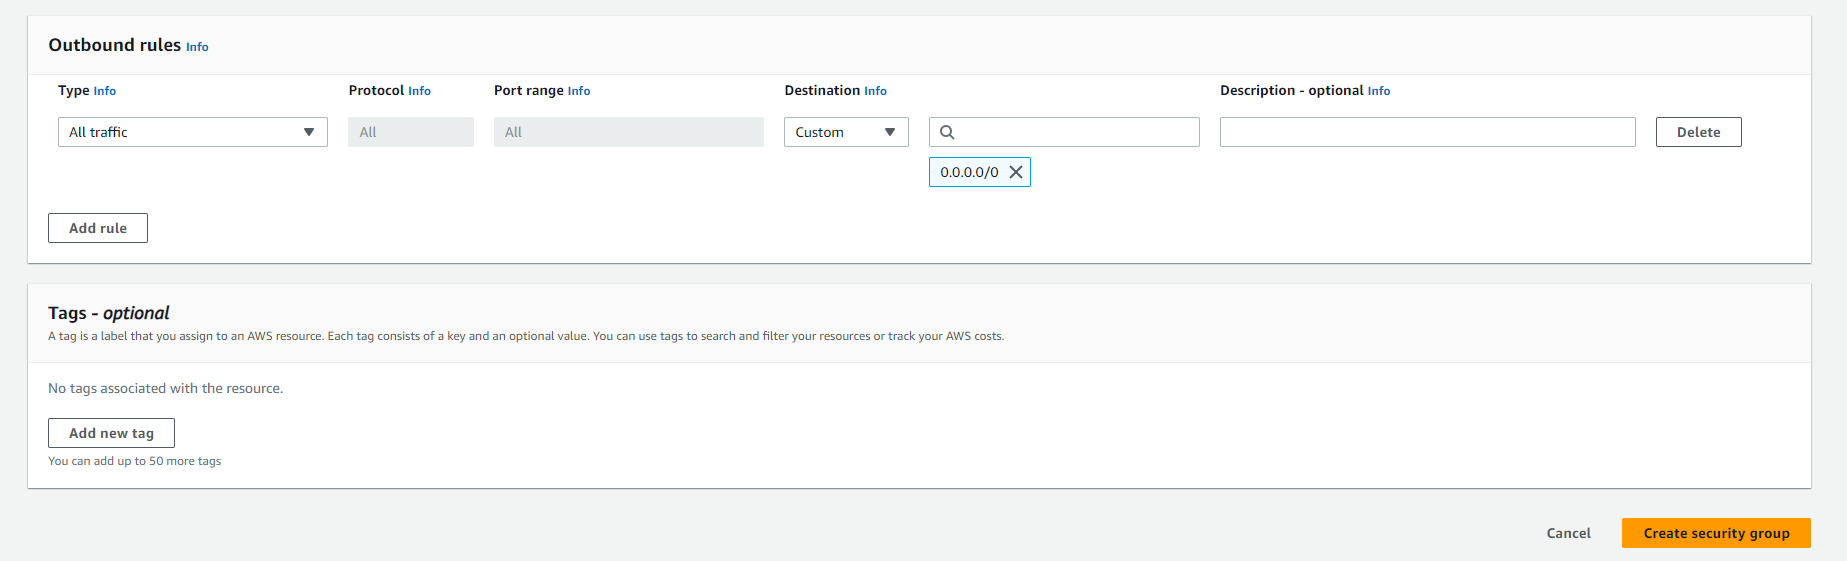 Outbound rules Info
Type Info Protocol Info Port range Info Destination Info Description - optional Info
All traffic All All Custom Delete
0.0.0.0/0
Add rule
Tags - optional
A tag is a label that you assign to an AWS resource. Each tag consists of a key and an optional value. You can use tags to search and filter your resources or track your AWS costs.
No tags associated with the resource.
Add new tag
You can add up to 50 more tags
Cancel Create security group